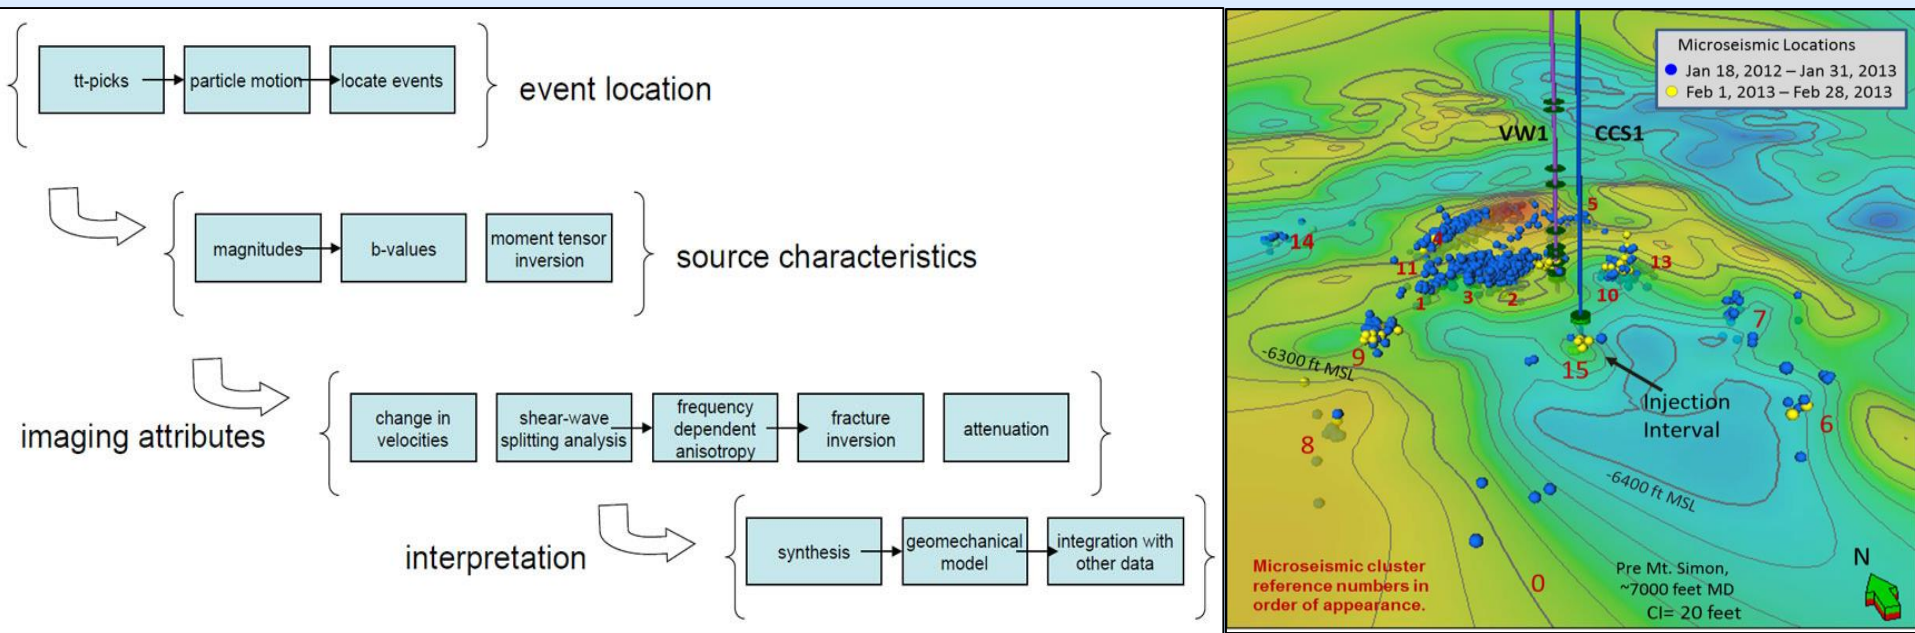 tt-picks
particle motion
locate events
event location
magnitudes
b-values
moment tensor
inversion
source characteristics
imaging attributes
change in
velocities
shear-wave
splitting analysis
frequency
dependent
anisotropy
fracture
inversion
attenuation
interpretation
synthesis
geomechanical
model
integration with
other data
Microseismic Locations
Jan 18, 2012 – Jan 31, 2013
Feb 1, 2013 – Feb 28, 2013
VW1
CCS1
5
14
4
11
13
1
3
2
10
7
9
-6300 ft MSL
15
Injection
Interval
6
8
-6400 ft MSL
0
N
Microseismic cluster
reference numbers in
order of appearance.
Pre Mt. Simon,
~7000 feet MD
CI= 20 feet